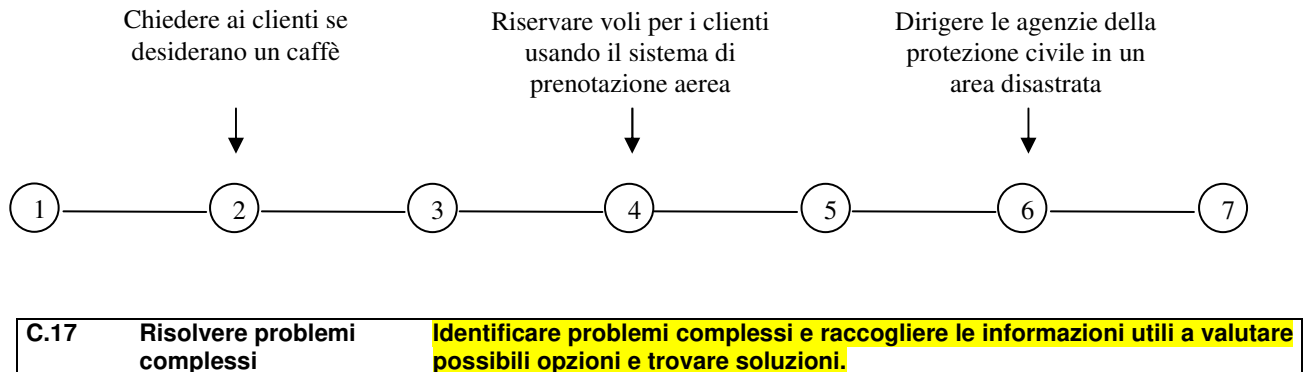 Chiedere ai clienti se
desiderano un caffè
Riservare voli per i clienti
usando il sistema di
prenotazione aerea
Dirigere le agenzie della
protezione civile in un
area disastrata
1 2 3 4 5 6 7
C.17 Risolvere problemi complessi
Identificare problemi complessi e raccogliere le informazioni utili a valutare
possibili opzioni e trovare soluzioni.